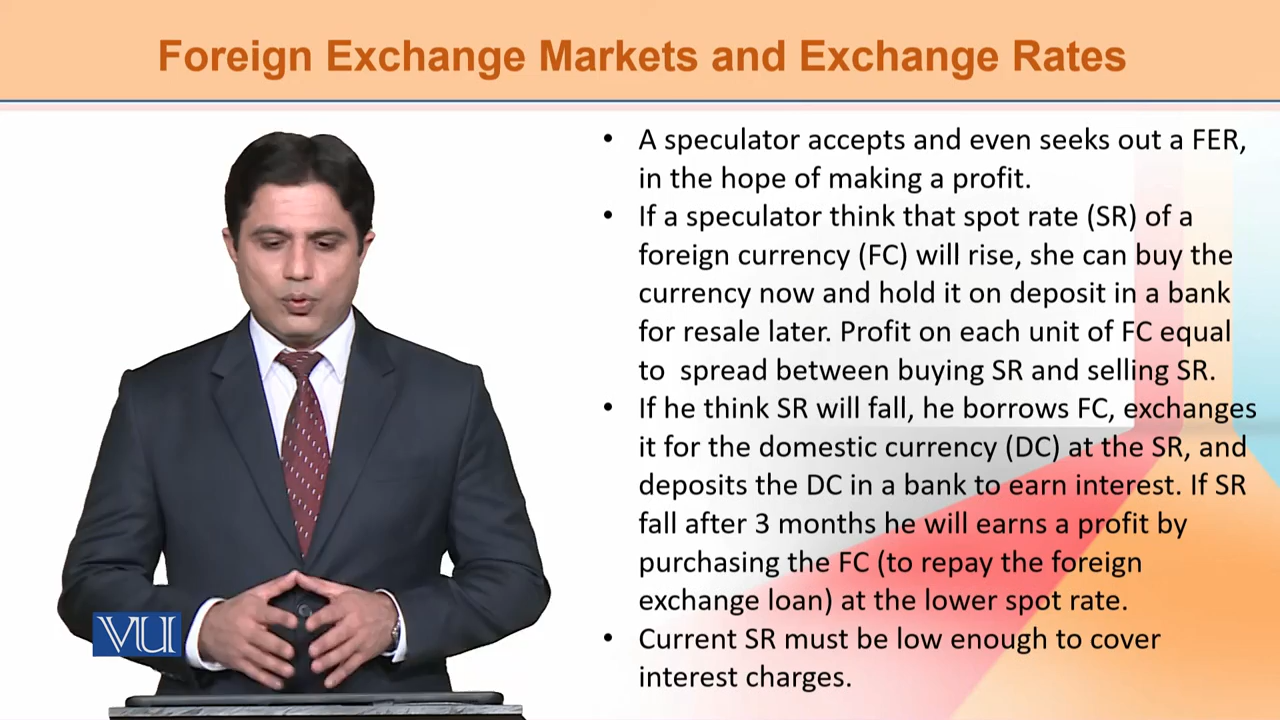 Foreign Exchange Markets and Exchange Rates
• A speculator accepts and even seeks out a FER,
in the hope of making a profit.
• If a speculator think that spot rate (SR) of a
foreign currency (FC) will rise, she can buy the
currency now and hold it on deposit in a bank
for resale later. Profit on each unit of FC equal
to spread between buying SR and selling SR.
• If he think SR will fall, he borrows FC, exchanges
it for the domestic currency (DC) at the SR, and
deposits the DC in a bank to earn interest. If SR
fall after 3 months he will earns a profit by
purchasing the FC (to repay the foreign
exchange loan) at the lower spot rate.
• Current SR must be low enough to cover
interest charges.
VU